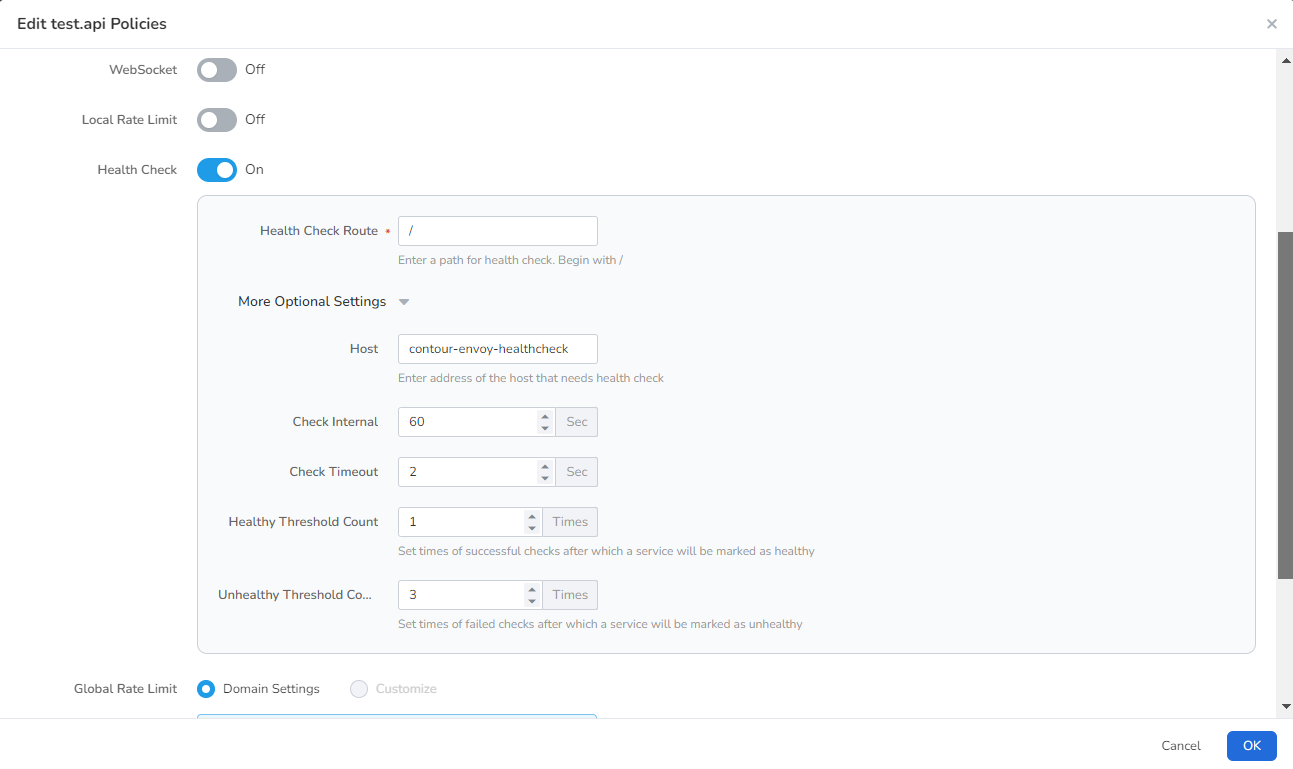 Edit test.api Policies
×
WebSocket Off
Local Rate Limit Off
Health Check On
Health Check Route * /
Enter a path for health check. Begin with /
More Optional Settings
Host contour-envoy-healthcheck
Enter address of the host that needs health check
Check Internal 60 Sec
Check Timeout 2 Sec
Healthy Threshold Count 1 Times
Set times of successful checks after which a service will be marked as healthy
Unhealthy Threshold Co... 3 Times
Set times of failed checks after which a service will be marked as unhealthy
Global Rate Limit Domain Settings Customize
Cancel OK